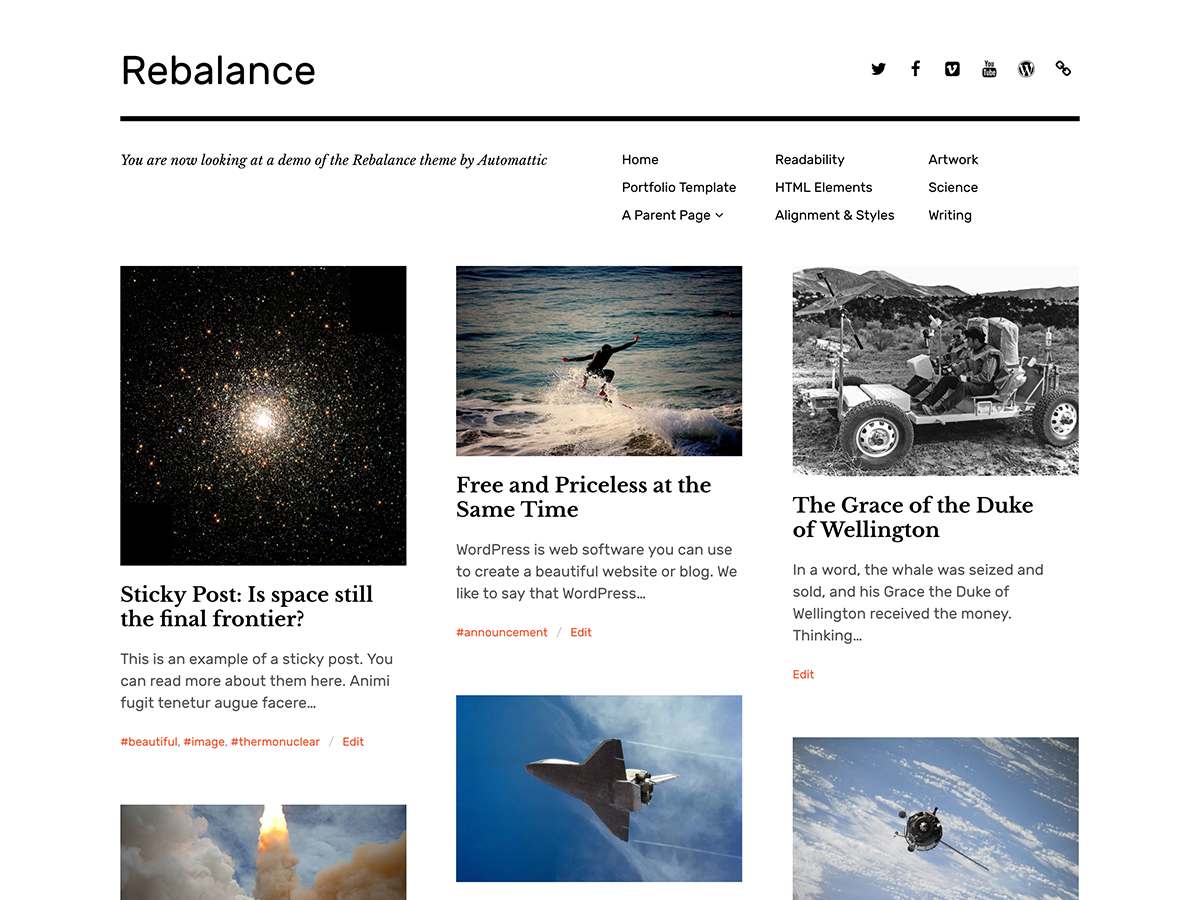 Rebalance
You Tube
You are now looking at a demo of the Rebalance theme by Automattic
Home
Portfolio Template
A Parent Page
Readability
HTML Elements
Alignment & Styles
Artwork
Science
Writing
Sticky Post: Is space still
the final frontier?
This is an example of a sticky post. You
can read more about them here. Animi
fugit tenetur augue facere…
#beautiful, #image, #thermonuclear / Edit
Free and Priceless at the
Same Time
WordPress is web software you can use
to create a beautiful website or blog. We
like to say that WordPress…
#announcement / Edit
The Grace of the Duke
of Wellington
In a word, the whale was seized and
sold, and his Grace the Duke of
Wellington received the money.
Thinking…
Edit